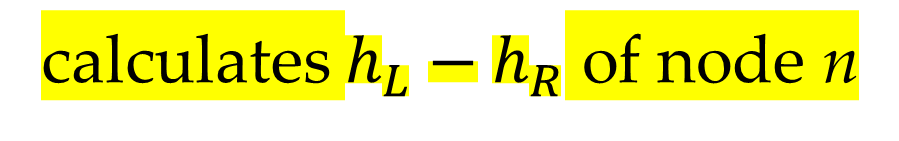 calculates h_L − h_R of node n